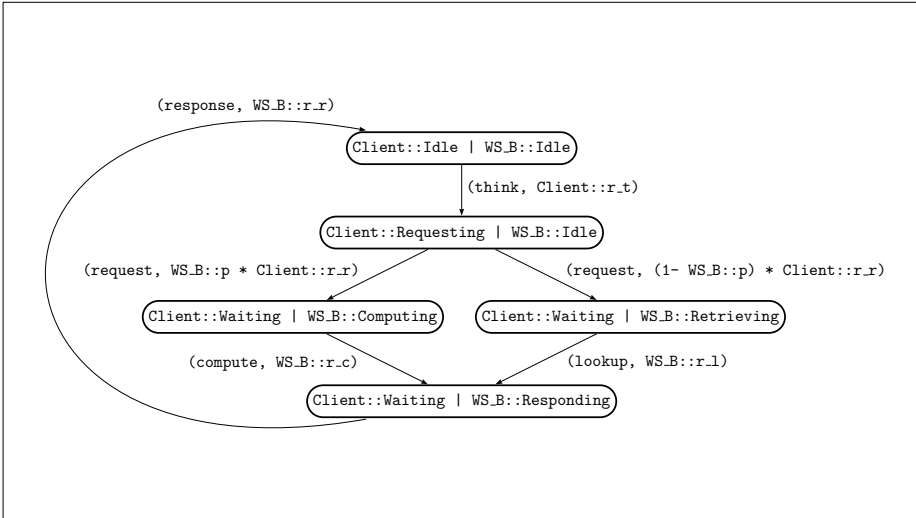 (response, WS_B::r_r)
Client::Idle | WS_B::Idle
(think, Client::r_t)
Client::Requesting | WS_B::Idle
(request, WS_B::p * Client::r_r)
(request, (1- WS_B::p) * Client::r_r)
Client::Waiting | WS_B::Computing
Client::Waiting | WS_B::Retrieving
(compute, WS_B::r_c)
(lookup, WS_B::r_l)
Client::Waiting | WS_B::Responding